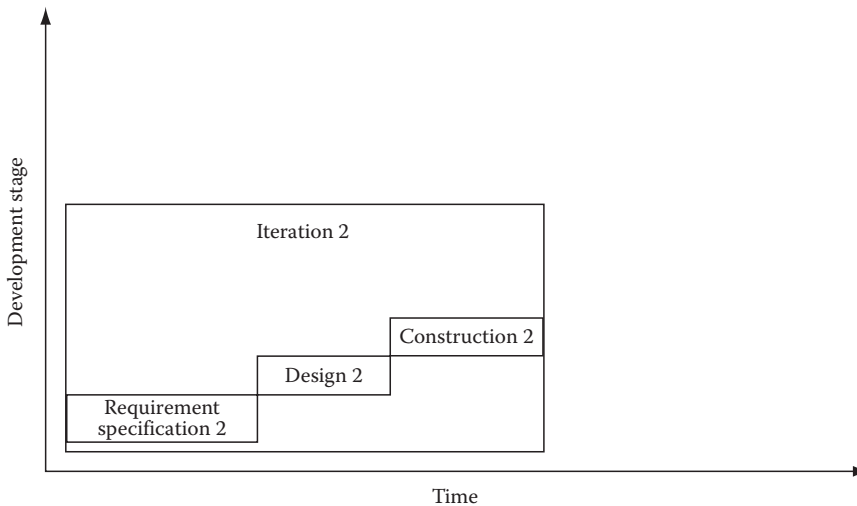 Development stage
Iteration 2
Construction 2
Design 2
Requirement
specification 2
Time